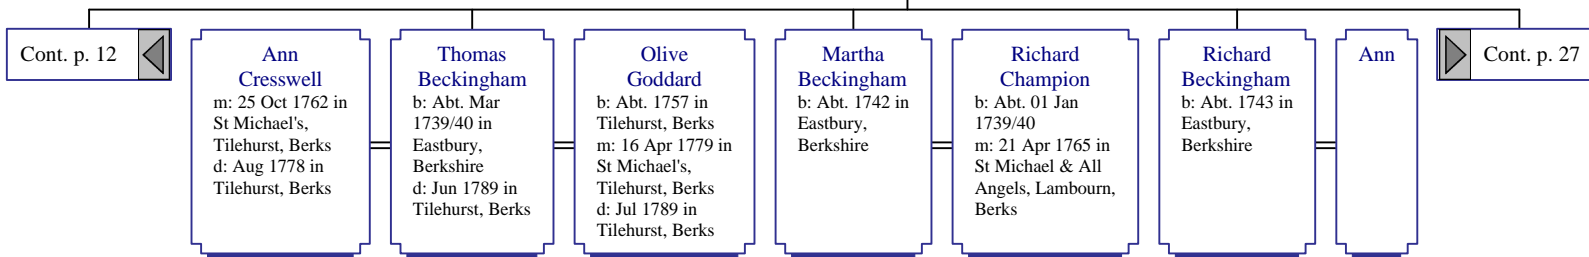 Cont. p. 12
Ann
Cresswell
m: 25 Oct 1762 in
St Michael's,
Tilehurst, Berks
d: Aug 1778 in
Tilehurst, Berks
Thomas
Beckingham
b: Abt. Mar
1739/40 in
Eastbury,
Berkshire
d: Jun 1789 in
Tilehurst, Berks
Olive
Goddard
b: Abt. 1757 in
Tilehurst, Berks
m: 16 Apr 1779 in
St Michael's,
Tilehurst, Berks
d: Jul 1789 in
Tilehurst, Berks
Martha
Beckingham
b: Abt. 1742 in
Eastbury,
Berkshire
Richard
Champion
b: Abt. 01 Jan
1739/40
m: 21 Apr 1765 in
St Michael & All
Angels, Lambourn,
Berks
Richard
Beckingham
b: Abt. 1743 in
Eastbury,
Berkshire
Ann
Cont. p. 27